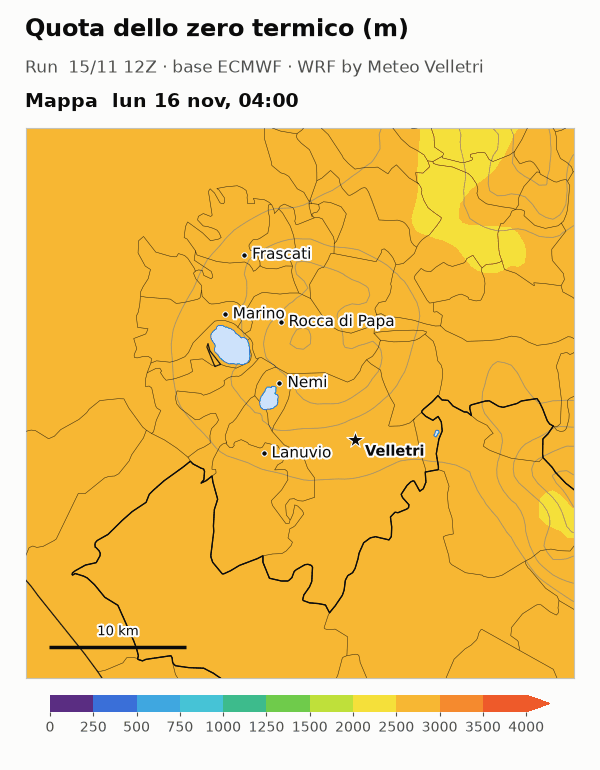 Quota dello zero termico (m)
Run  15/11 12Z · base ECMWF · WRF by Meteo Velletri
Mappa  lun 16 nov, 04:00
Frascati
Marino
Rocca di Papa
Nemi
Velletri
Lanuvio
10 km
0 250 500 750 1000 1250 1500 2000 2500 3000 3500 4000